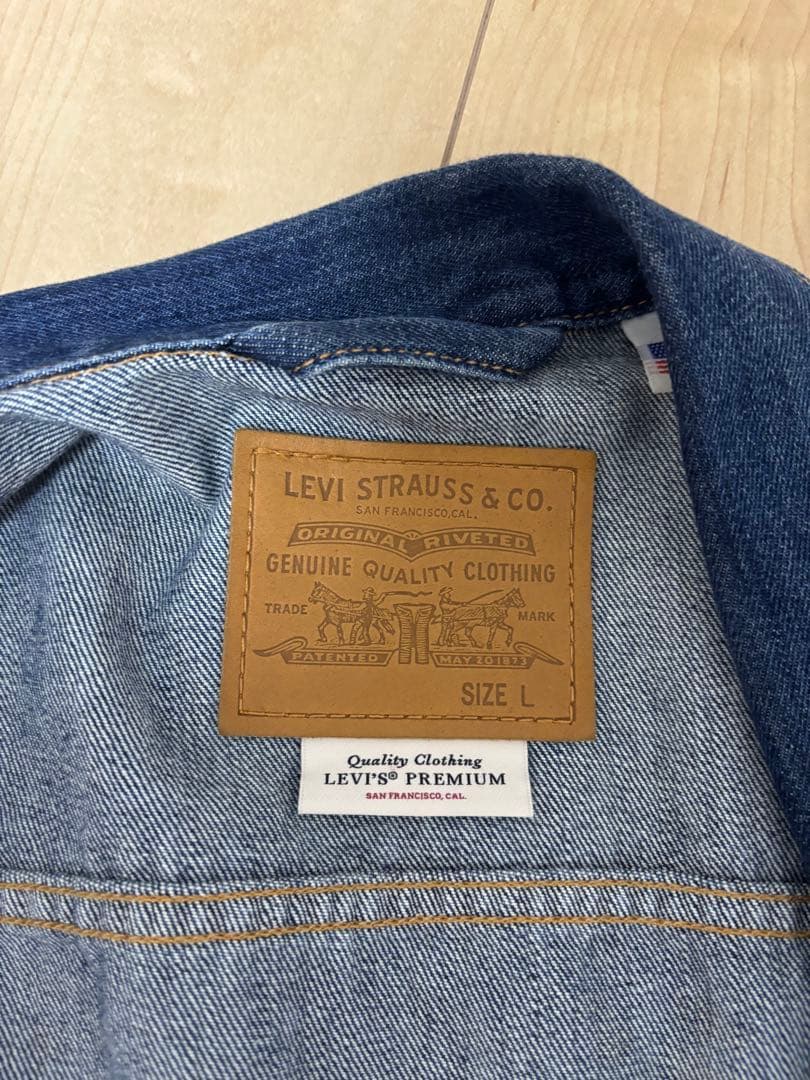 LEVI STRAUSS & CO.
SAN FRANCISCO, CAL.
ORIGINAL RIVETED
GENUINE QUALITY CLOTHING
TRADE MARK
PATENTED MAY 20 1873
SIZE L
Quality Clothing
LEVI'S® PREMIUM
SAN FRANCISCO, CAL.